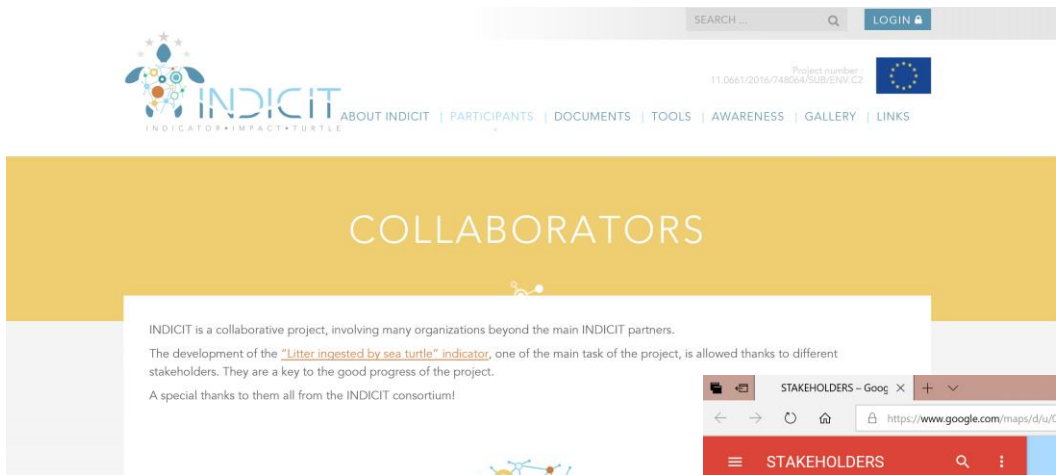 SEARCH ...
LOGIN
Project number :
11.0661/2016/748064/SUB/ENV.C2
INDICIT
INDICATOR•IMPACT•TURTLE
ABOUT INDICIT | PARTICIPANTS | DOCUMENTS | TOOLS | AWARENESS | GALLERY | LINKS
COLLABORATORS
INDICIT is a collaborative project, involving many organizations beyond the main INDICIT partners.
The development of the "Litter ingested by sea turtle" indicator, one of the main task of the project, is allowed thanks to different
stakeholders. They are a key to the good progress of the project.
A special thanks to them all from the INDICIT consortium!
STAKEHOLDERS – Goog
https://www.google.com/maps/d/u/0
STAKEHOLDERS